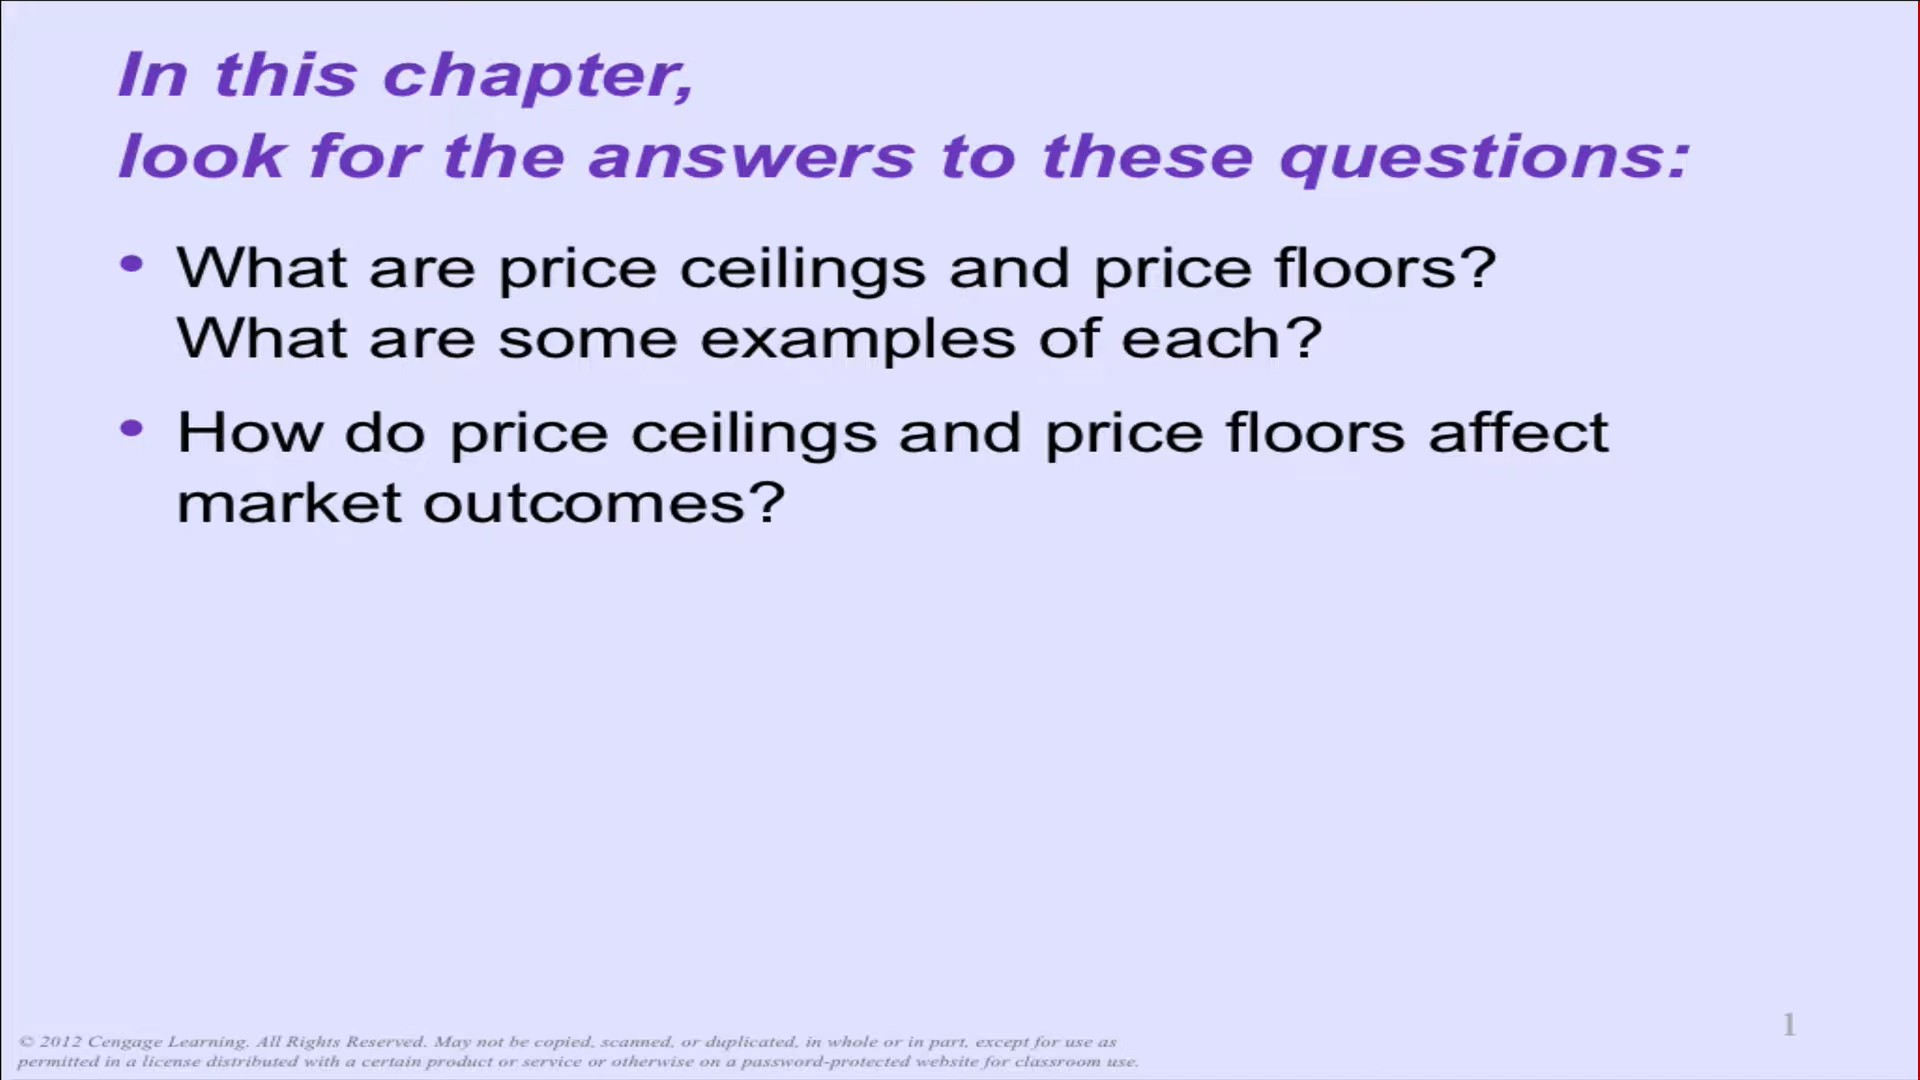 In this chapter,
look for the answers to these questions:
• What are price ceilings and price floors?
What are some examples of each?
• How do price ceilings and price floors affect
market outcomes?
1
© 2012 Cengage Learning. All Rights Reserved. May not be copied, scanned, or duplicated, in whole or in part, except for use as
permitted in a license distributed with a certain product or service or otherwise on a password-protected website for classroom use.